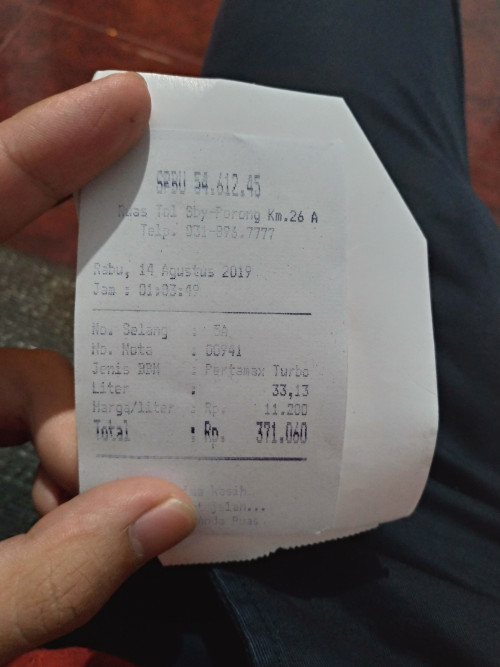 SPBU 54.612.45
Ruas Tol Sby-Porong Km.26 A
Telp. 031-896.7777
Rabu, 14 Agustus 2019
Jam : 01:03:49
No. Selang : 5A
No. Nota : 00941
Jenis BBM : Pertamax Turbo
Liter : 33,13
Harga/liter : Rp. 11.200
Total : Rp. 371.060
kasih
jalan...